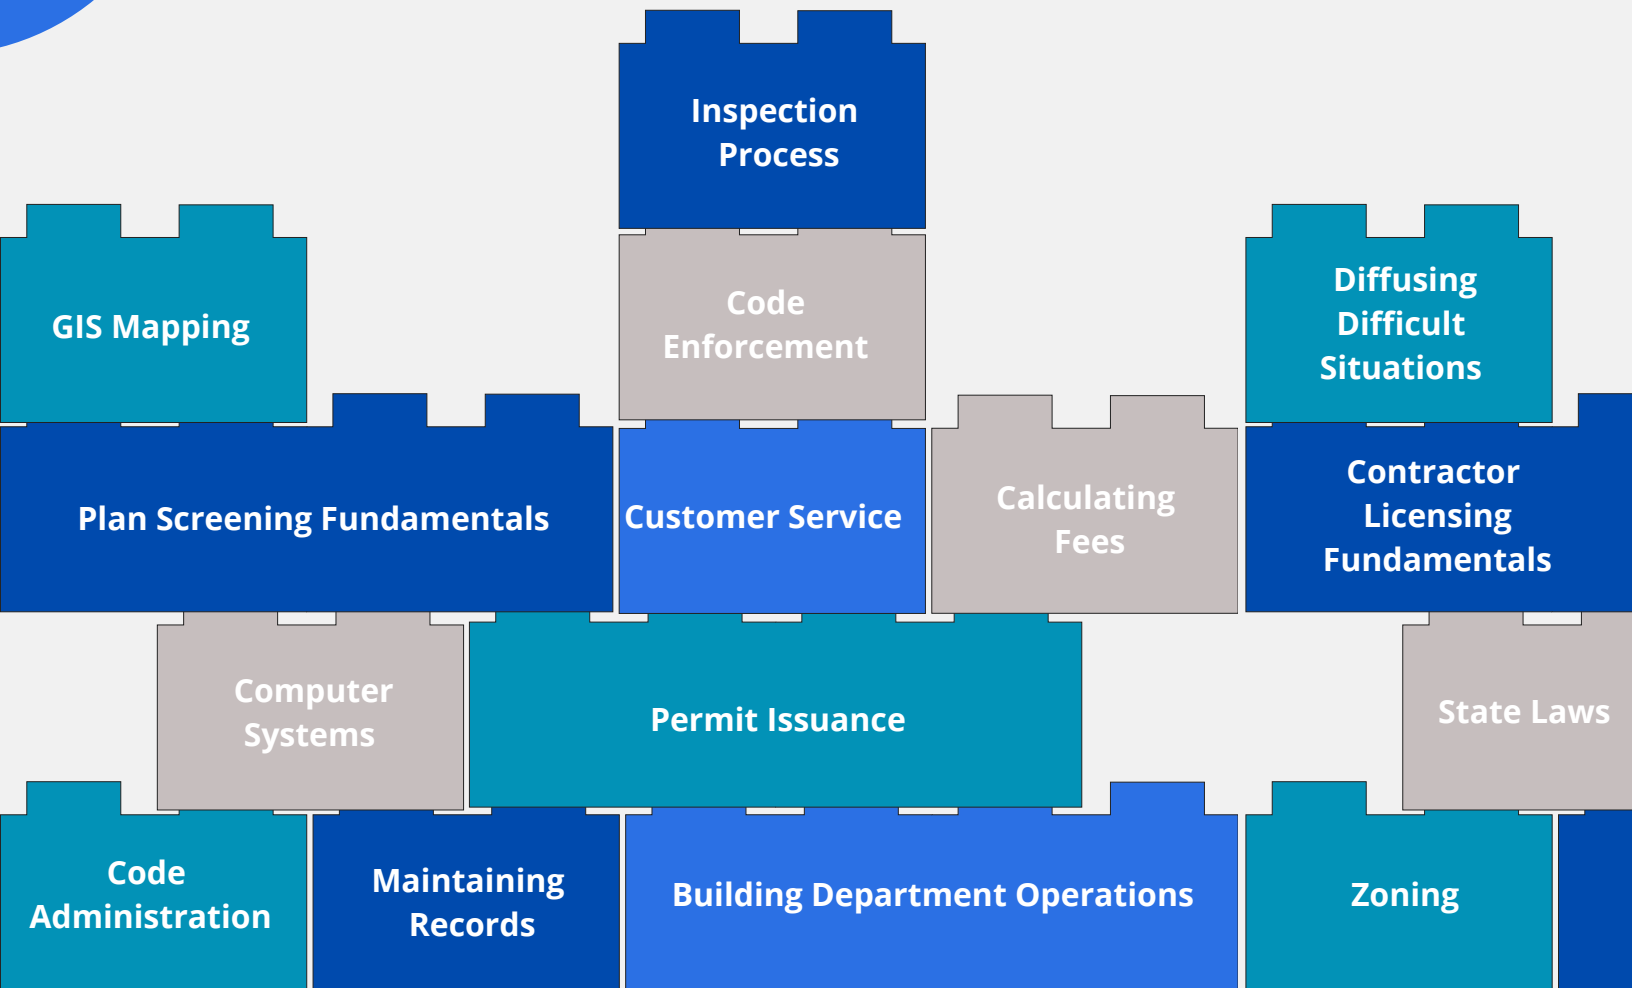 Inspection
Process
Code
Enforcement
GIS Mapping
Diffusing
Difficult
Situations
Plan Screening Fundamentals
Customer Service
Calculating
Fees
Contractor
Licensing
Fundamentals
Computer
Systems
Permit Issuance
State Laws
Code
Administration
Maintaining
Records
Building Department Operations
Zoning